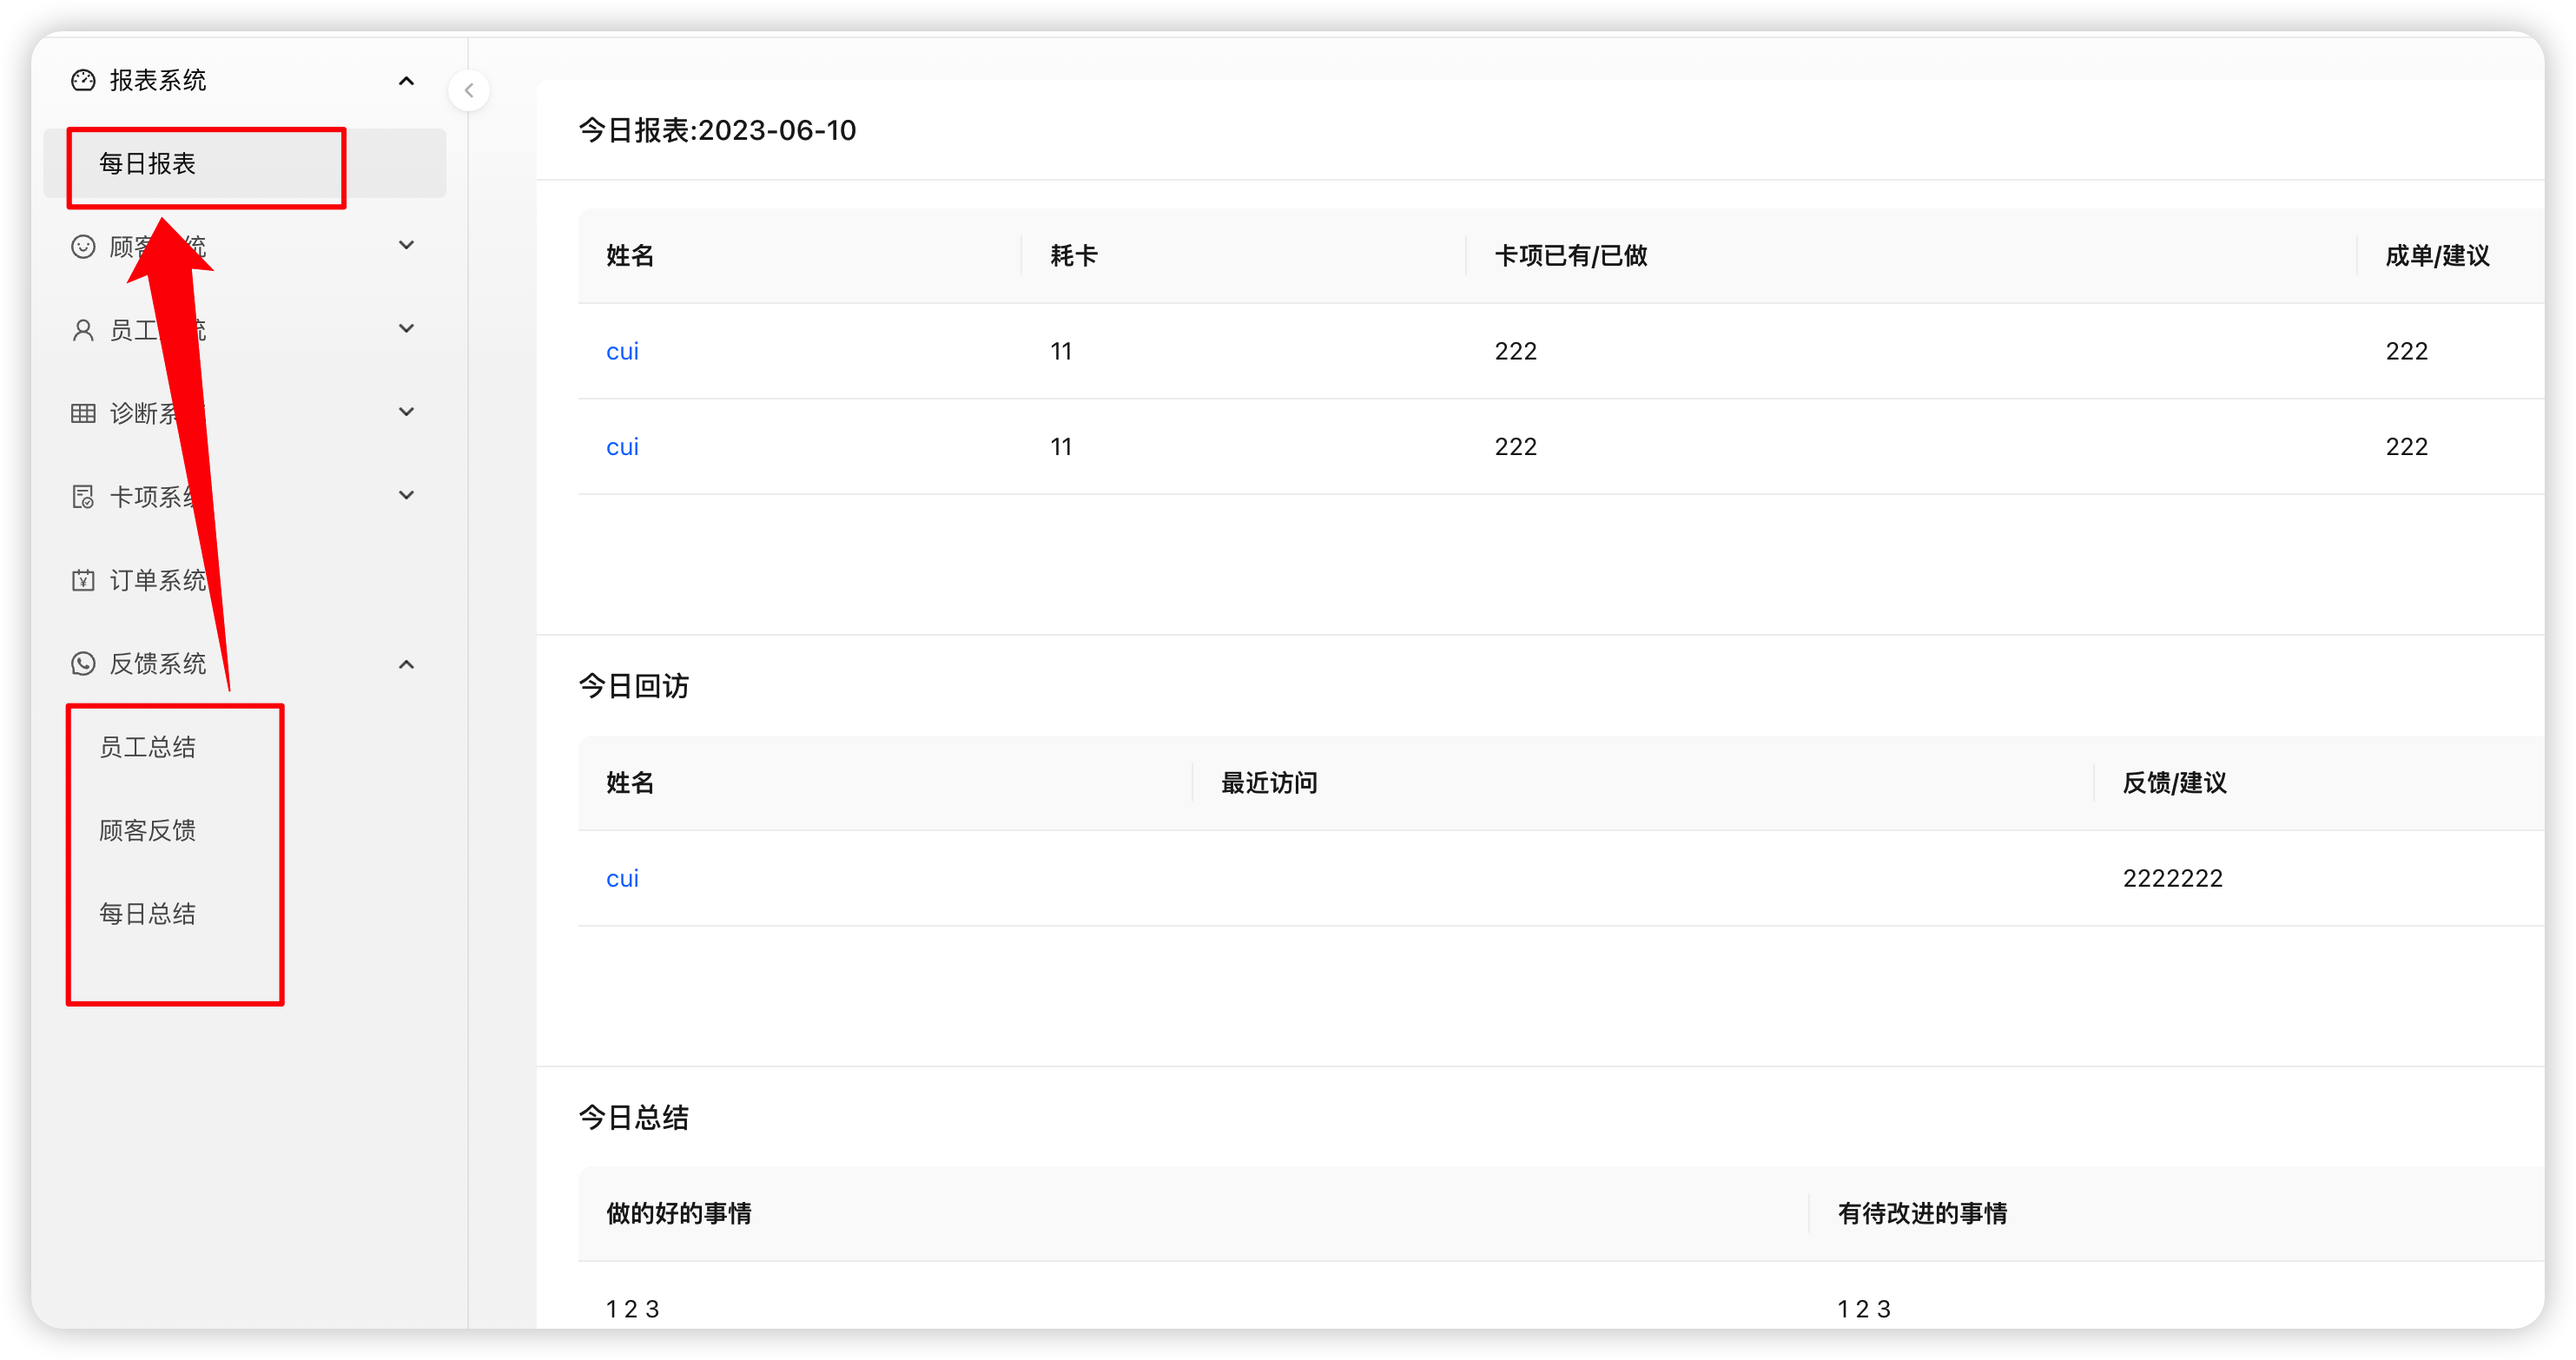 报表系统
每日报表
顾客 统
员工 统
诊断系
卡项系统
订单系统
反馈系统
员工总结
顾客反馈
每日总结
今日报表:2023-06-10
姓名 耗卡 卡项已有/已做 成单/建议
cui 11 222 222
cui 11 222 222
今日回访
姓名 最近访问 反馈/建议
cui 2222222
今日总结
做的好的事情 有待改进的事情
1 2 3 1 2 3